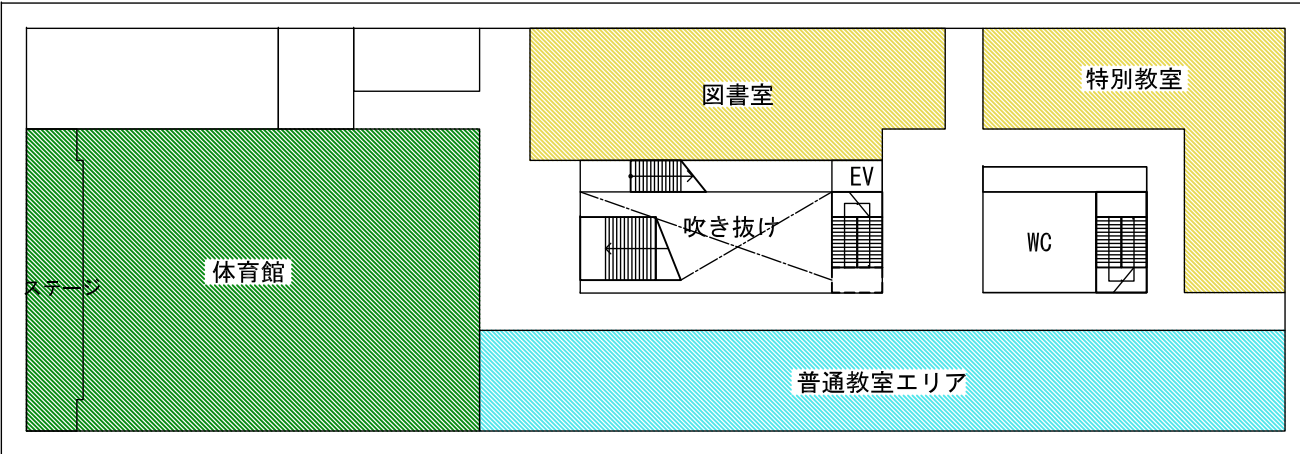 図書室
特別教室
EV
吹き抜け
WC
体育館
ステージ
普通教室エリア